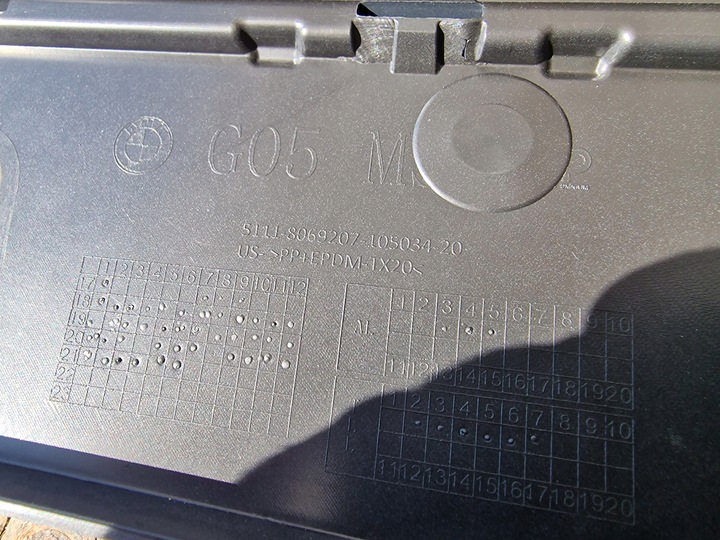 BMW
G05 M
5111-8069207-105034-20
US->PP+EPDM-TX20<
1 2 3 4 5 6 7 8 9 10 11 12
17
18
19
20
21
22
23
1 2 3 4 5 6 7 8 9 10
AI.
11 12 13 14 15 16 17 18 19 20
1 2 3 4 5 6 7 8 9 10
11 12 13 14 15 16 17 18 19 20